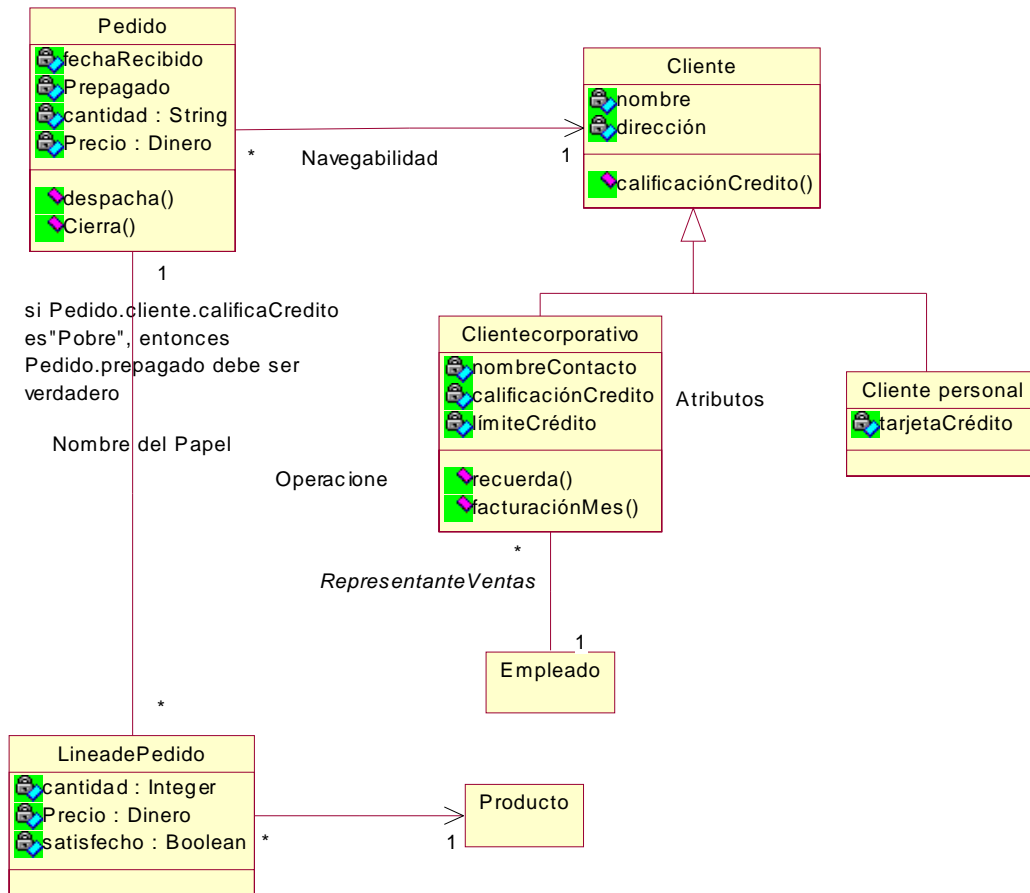 Pedido
fechaRecibido
Prepagado
cantidad : String
Precio : Dinero
despacha()
Cierra()
*
Navegabilidad
1
Cliente
nombre
dirección
calificaciónCredito()
1
si Pedido.cliente.calificaCredito
es"Pobre", entonces
Pedido.prepagado debe ser
verdadero
Nombre del Papel
Clientecorporativo
nombreContacto
calificaciónCredito
límiteCrédito
recuerda()
facturaciónMes()
Atributos
Operacione
Cliente personal
tarjetaCrédito
*
RepresentanteVentas
1
Empleado
*
LineadePedido
cantidad : Integer
Precio : Dinero
satisfecho : Boolean
*
1
Producto